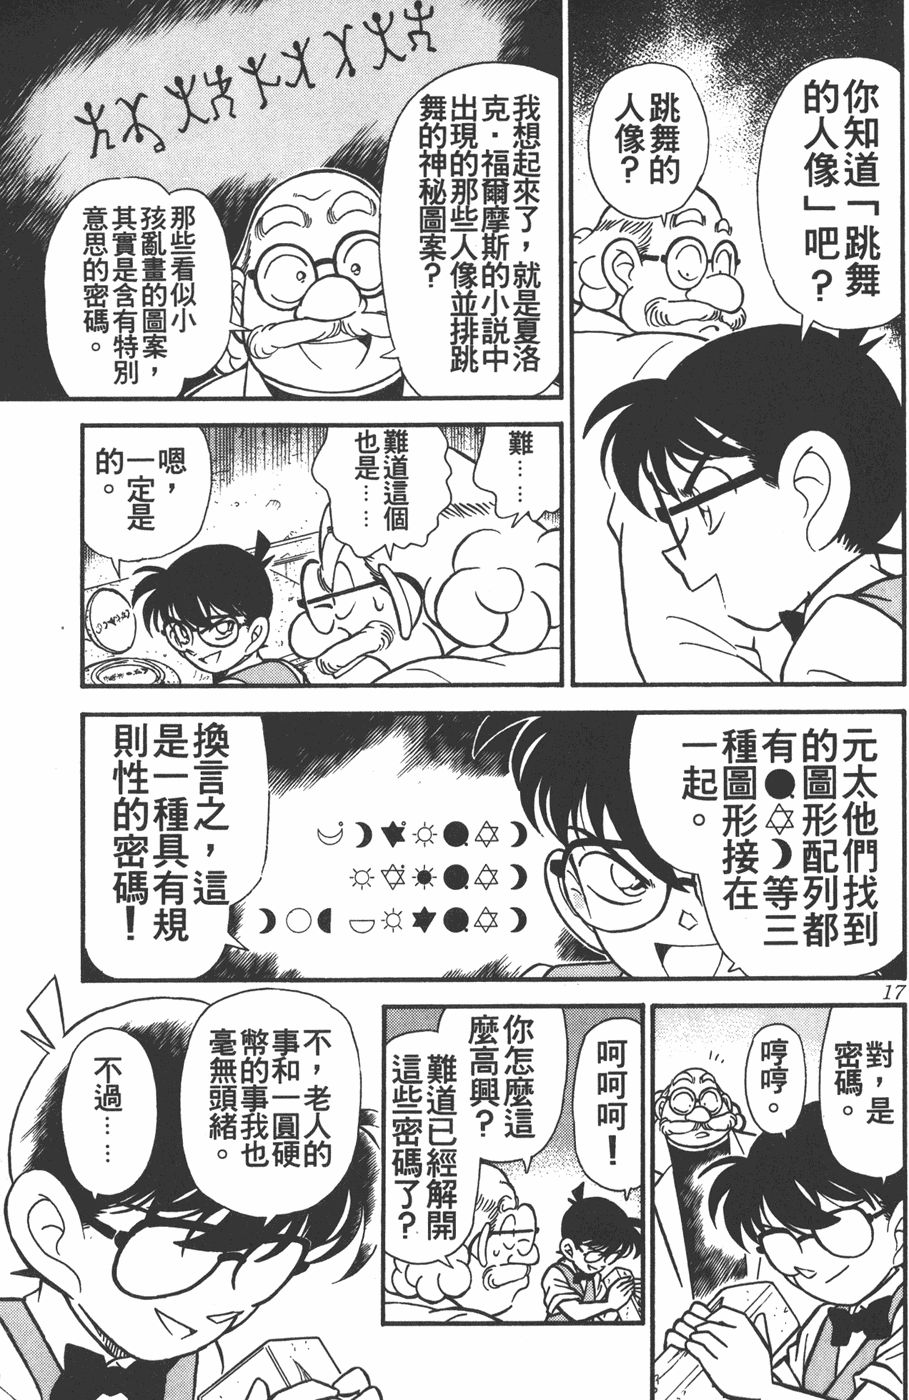 你知道「跳舞
的人像」吧？
跳舞的
人像？
我想起來了，就是夏洛
克·福爾摩斯的小說中
出現的那些人像並排跳
舞的神秘圖案？
那些看似小
孩亂畫的圖案，
其實是含有特別
意思的密碼。
難……
難道這個
也是……
嗯，
一定是
的。
元太他們找到
的圖形配列都
有●✡☽等三
種圖形接在
一起。
換言之，這
是一種具有規
則性的密碼！
17
對，是
密碼。
哼哼。
呵呵呵！
你怎麼這
麼高興？
難道已經解開
這些密碼了？
不，老人的
事和一圓硬
幣的事我也
毫無頭緒。
不過……